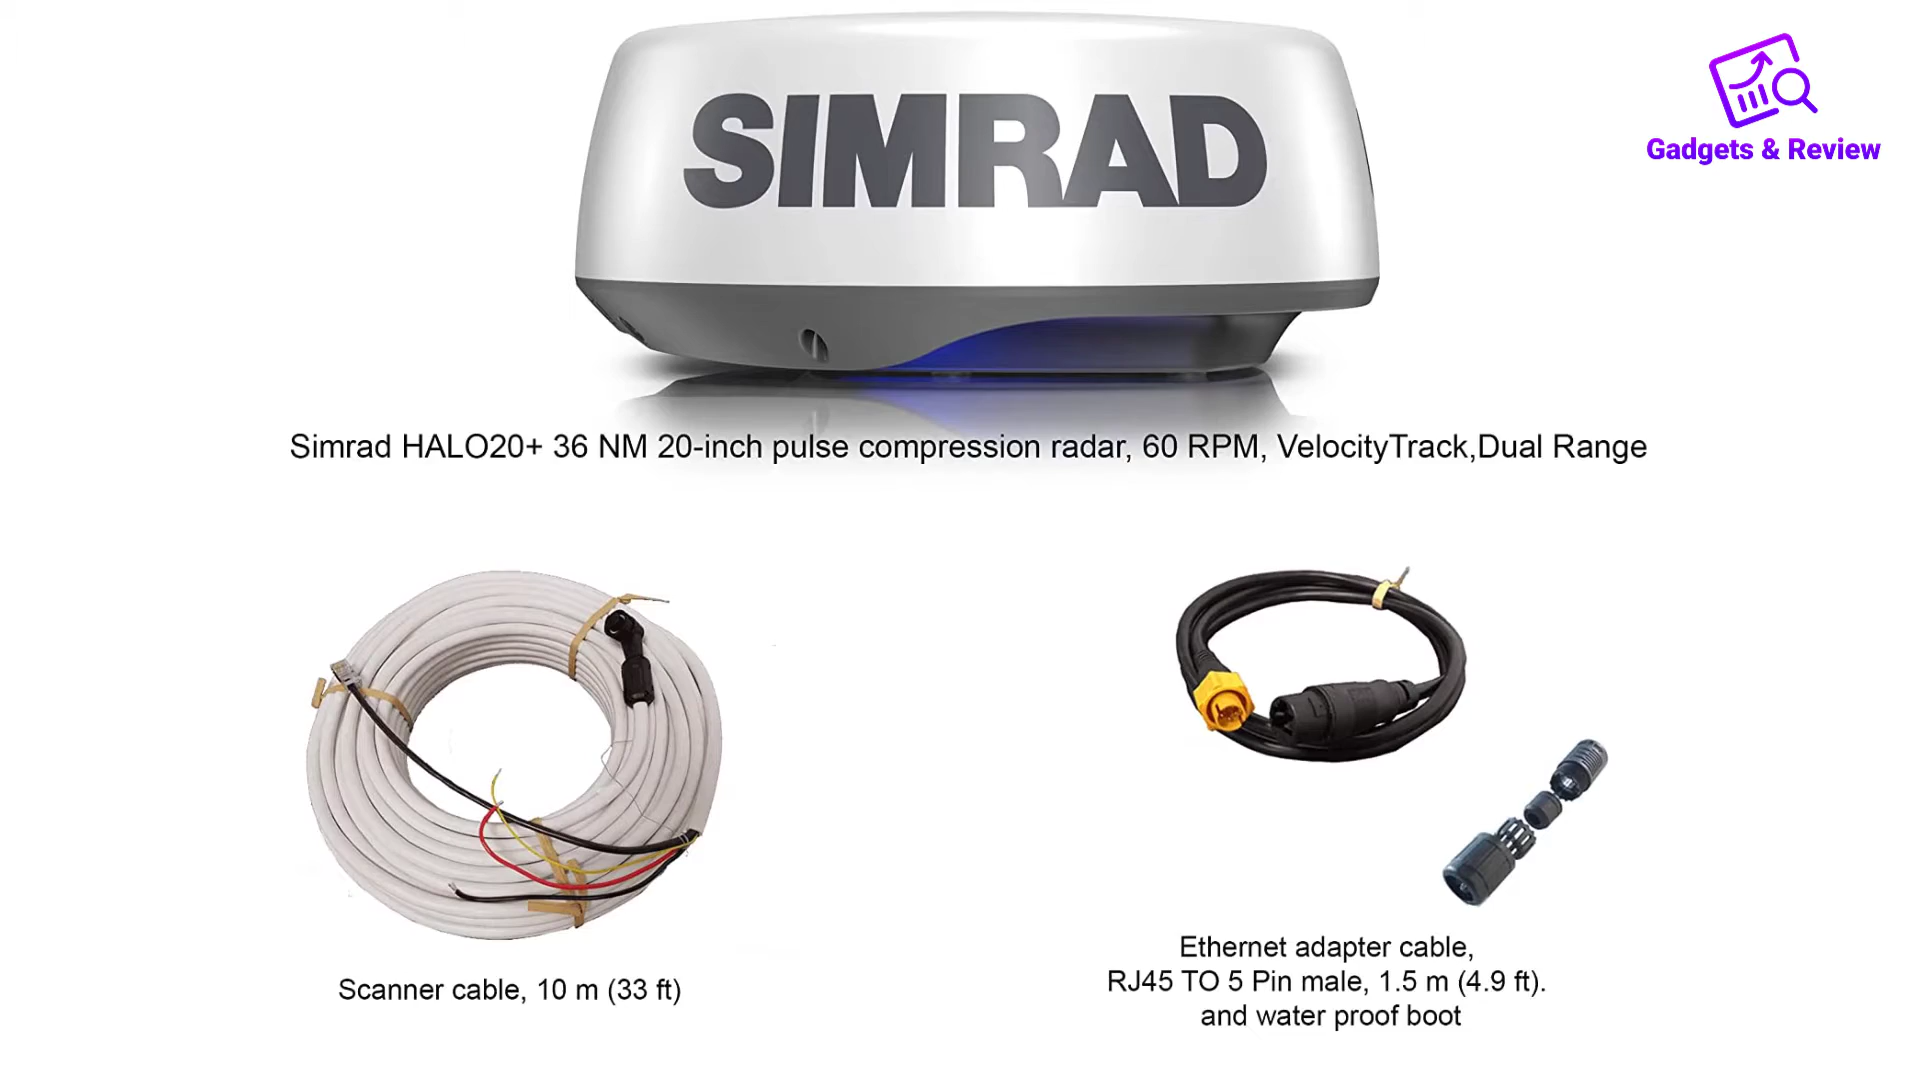 SIMRAD
Gadgets & Review
Simrad HALO20+ 36 NM 20-inch pulse compression radar, 60 RPM, VelocityTrack,Dual Range
Scanner cable, 10 m (33 ft)
Ethernet adapter cable,
RJ45 TO 5 Pin male, 1.5 m (4.9 ft).
and water proof boot